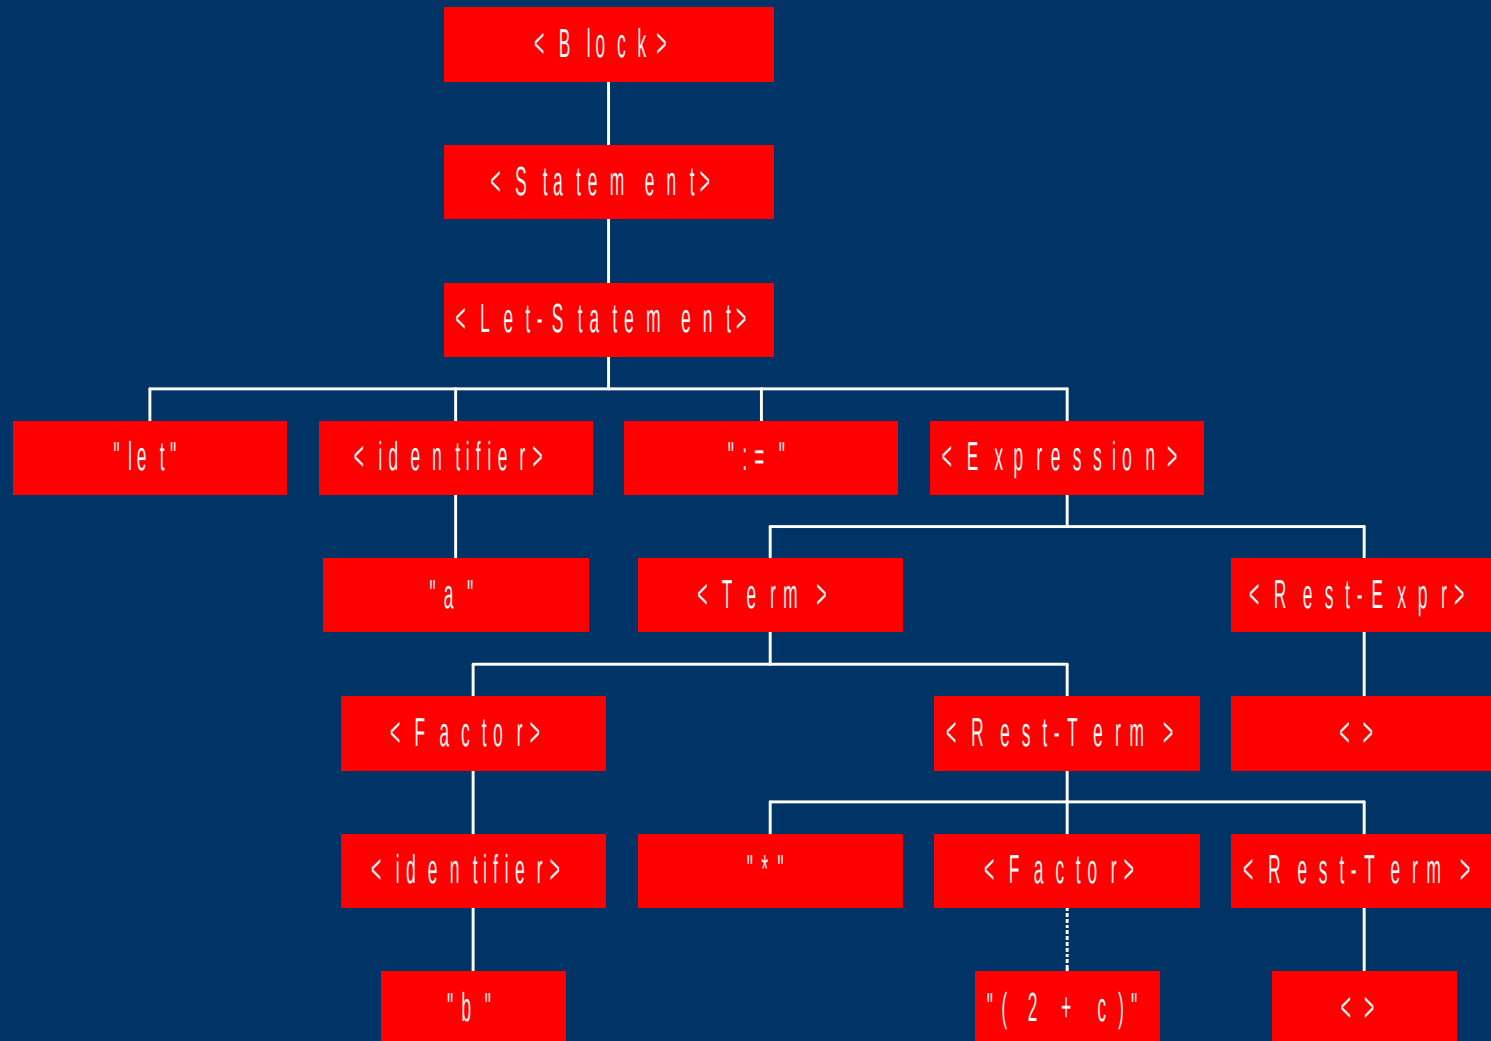 <Block>
<Statement>
<Let-Statement>
"let" <identifier> ":=" <Expression>
"a" <Term> <Rest-Expr>
<Factor> <Rest-Term> <>
<identifier> "*" <Factor> <Rest-Term>
"b" "( 2 + c)" <>